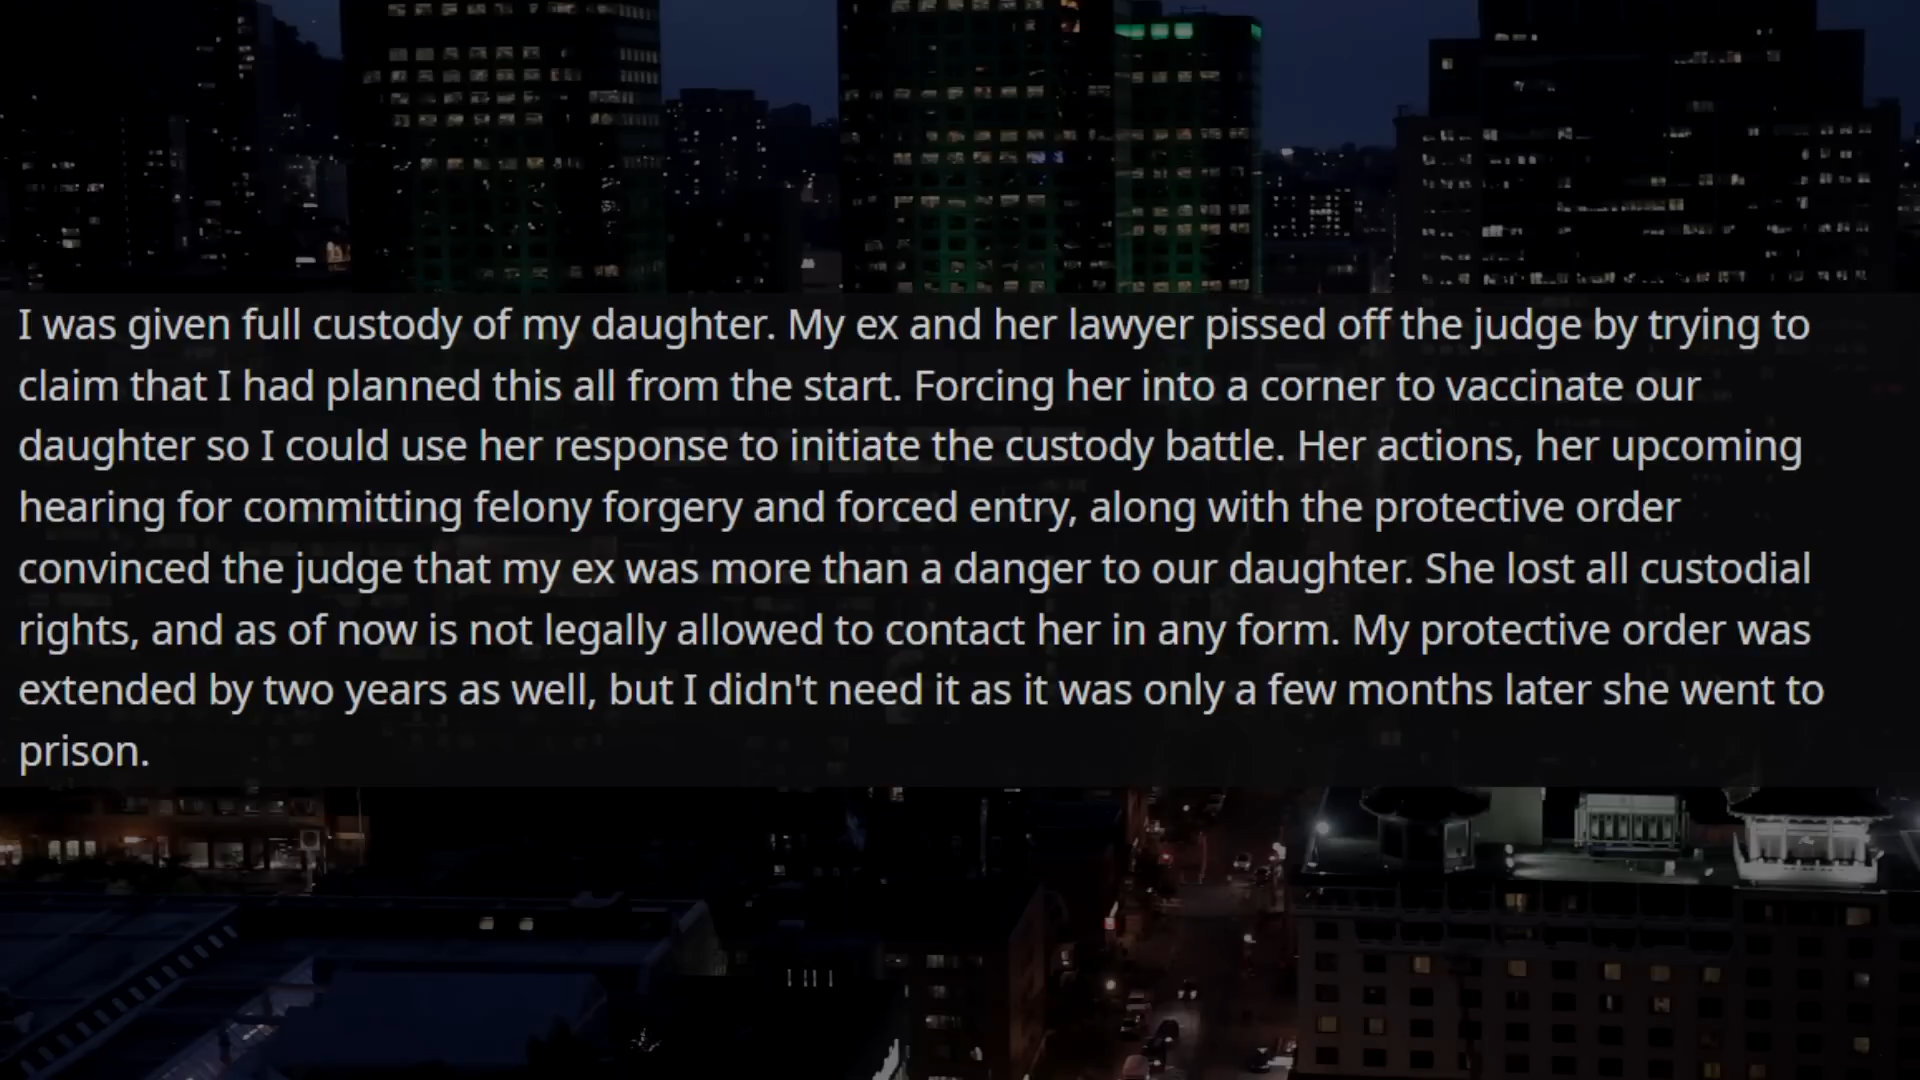 I was given full custody of my daughter. My ex and her lawyer pissed off the judge by trying to
claim that I had planned this all from the start. Forcing her into a corner to vaccinate our
daughter so I could use her response to initiate the custody battle. Her actions, her upcoming
hearing for committing felony forgery and forced entry, along with the protective order
convinced the judge that my ex was more than a danger to our daughter. She lost all custodial
rights, and as of now is not legally allowed to contact her in any form. My protective order was
extended by two years as well, but I didn't need it as it was only a few months later she went to
prison.